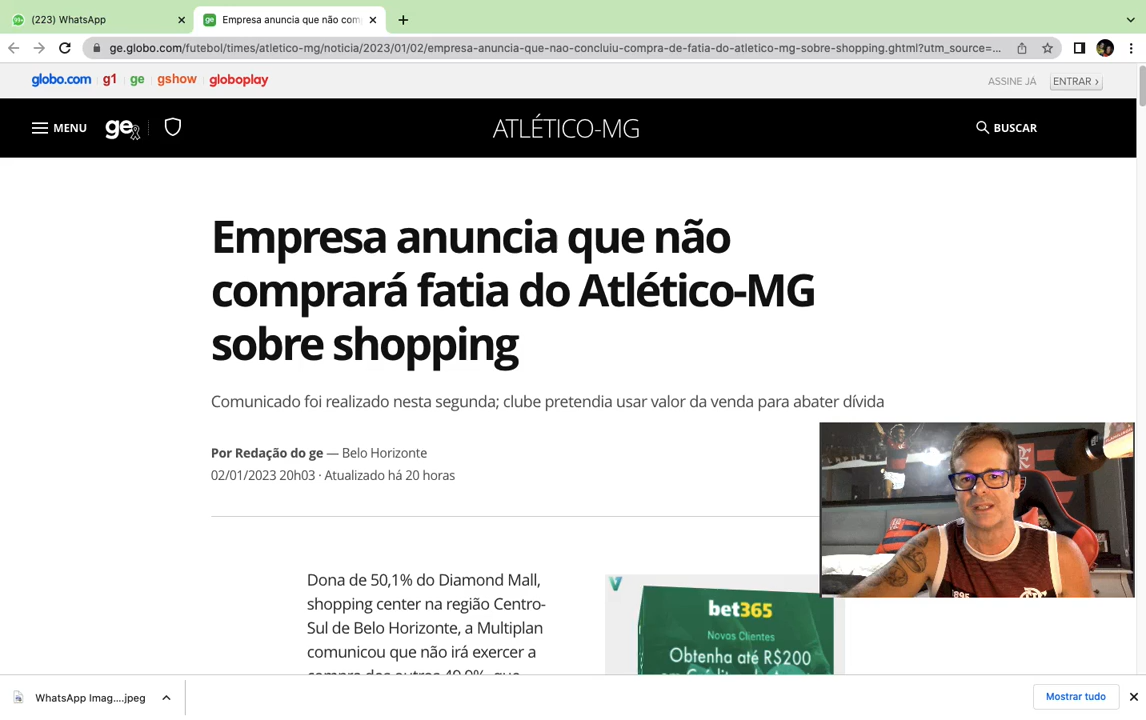 (223) WhatsApp
Empresa anuncia que não com
ge.globo.com/futebol/times/atletico-mg/noticia/2023/01/02/empresa-anuncia-que-nao-concluiu-compra-de-fatia-do-atletico-mg-sobre-shopping.ghtml?utm_source=...
globo.com g1 ge gshow globoplay
ASSINE JÁ ENTRAR ›
MENU ge ATLÉTICO-MG BUSCAR
Empresa anuncia que não
comprará fatia do Atlético-MG
sobre shopping
Comunicado foi realizado nesta segunda; clube pretendia usar valor da venda para abater dívida
Por Redação do ge — Belo Horizonte
02/01/2023 20h03 · Atualizado há 20 horas
Dona de 50,1% do Diamond Mall,
shopping center na região Centro-
Sul de Belo Horizonte, a Multiplan
comunicou que não irá exercer a
compra dos outros 49,9%, que
bet365
Novos Clientes
Obtenha até R$200
WhatsApp Imag....jpeg
Mostrar tudo